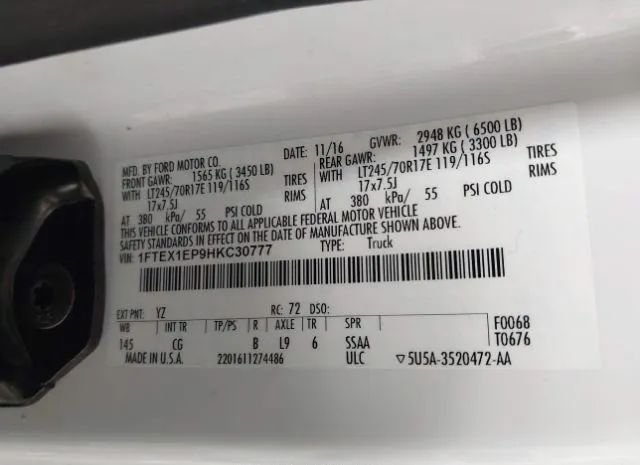 MFD. BY FORD MOTOR CO. DATE: 11/16 GVWR: 2948 KG ( 6500 LB)
FRONT GAWR: 1565 KG ( 3450 LB) REAR GAWR: 1497 KG ( 3300 LB)
WITH LT245/70R17E 119/116S TIRES WITH LT245/70R17E 119/116S TIRES
17x7.5J RIMS 17x7.5J RIMS
AT 380 kPa/ 55 PSI COLD AT 380 kPa/ 55 PSI COLD
THIS VEHICLE CONFORMS TO ALL APPLICABLE FEDERAL MOTOR VEHICLE
SAFETY STANDARDS IN EFFECT ON THE DATE OF MANUFACTURE SHOWN ABOVE.
VIN: 1FTEX1EP9HKC30777 TYPE: Truck
EXT PNT: YZ RC: 72 DSO:
WB INT TR TP/PS R AXLE TR SPR F0068
145 CG B L9 6 SSAA T0676
MADE IN U.S.A. 2201611274486 ULC ▽5U5A-3520472-AA